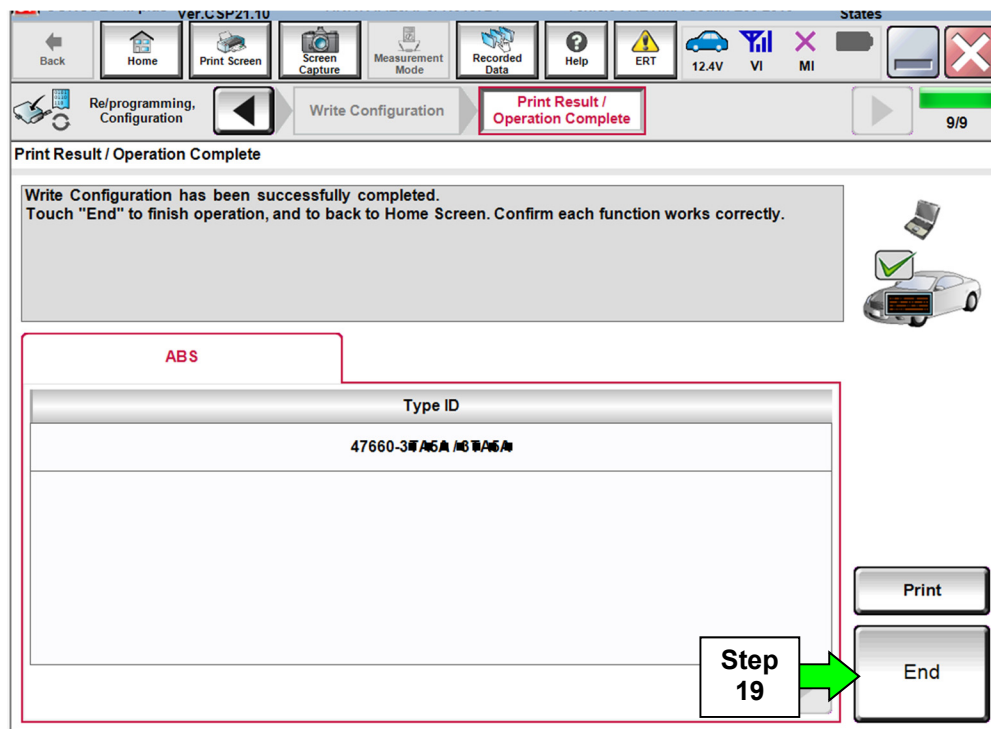 Ver.CSP21.10
States
Back
Home
Print Screen
Screen
Capture
Measurement
Mode
Recorded
Data
Help
ERT
12.4V
VI
MI
Re/programming,
Configuration
Write Configuration
Print Result /
Operation Complete
9/9
Print Result / Operation Complete
Write Configuration has been successfully completed.
Touch "End" to finish operation, and to back to Home Screen. Confirm each function works correctly.
ABS
Type ID
47660-3
Print
Step
19
End